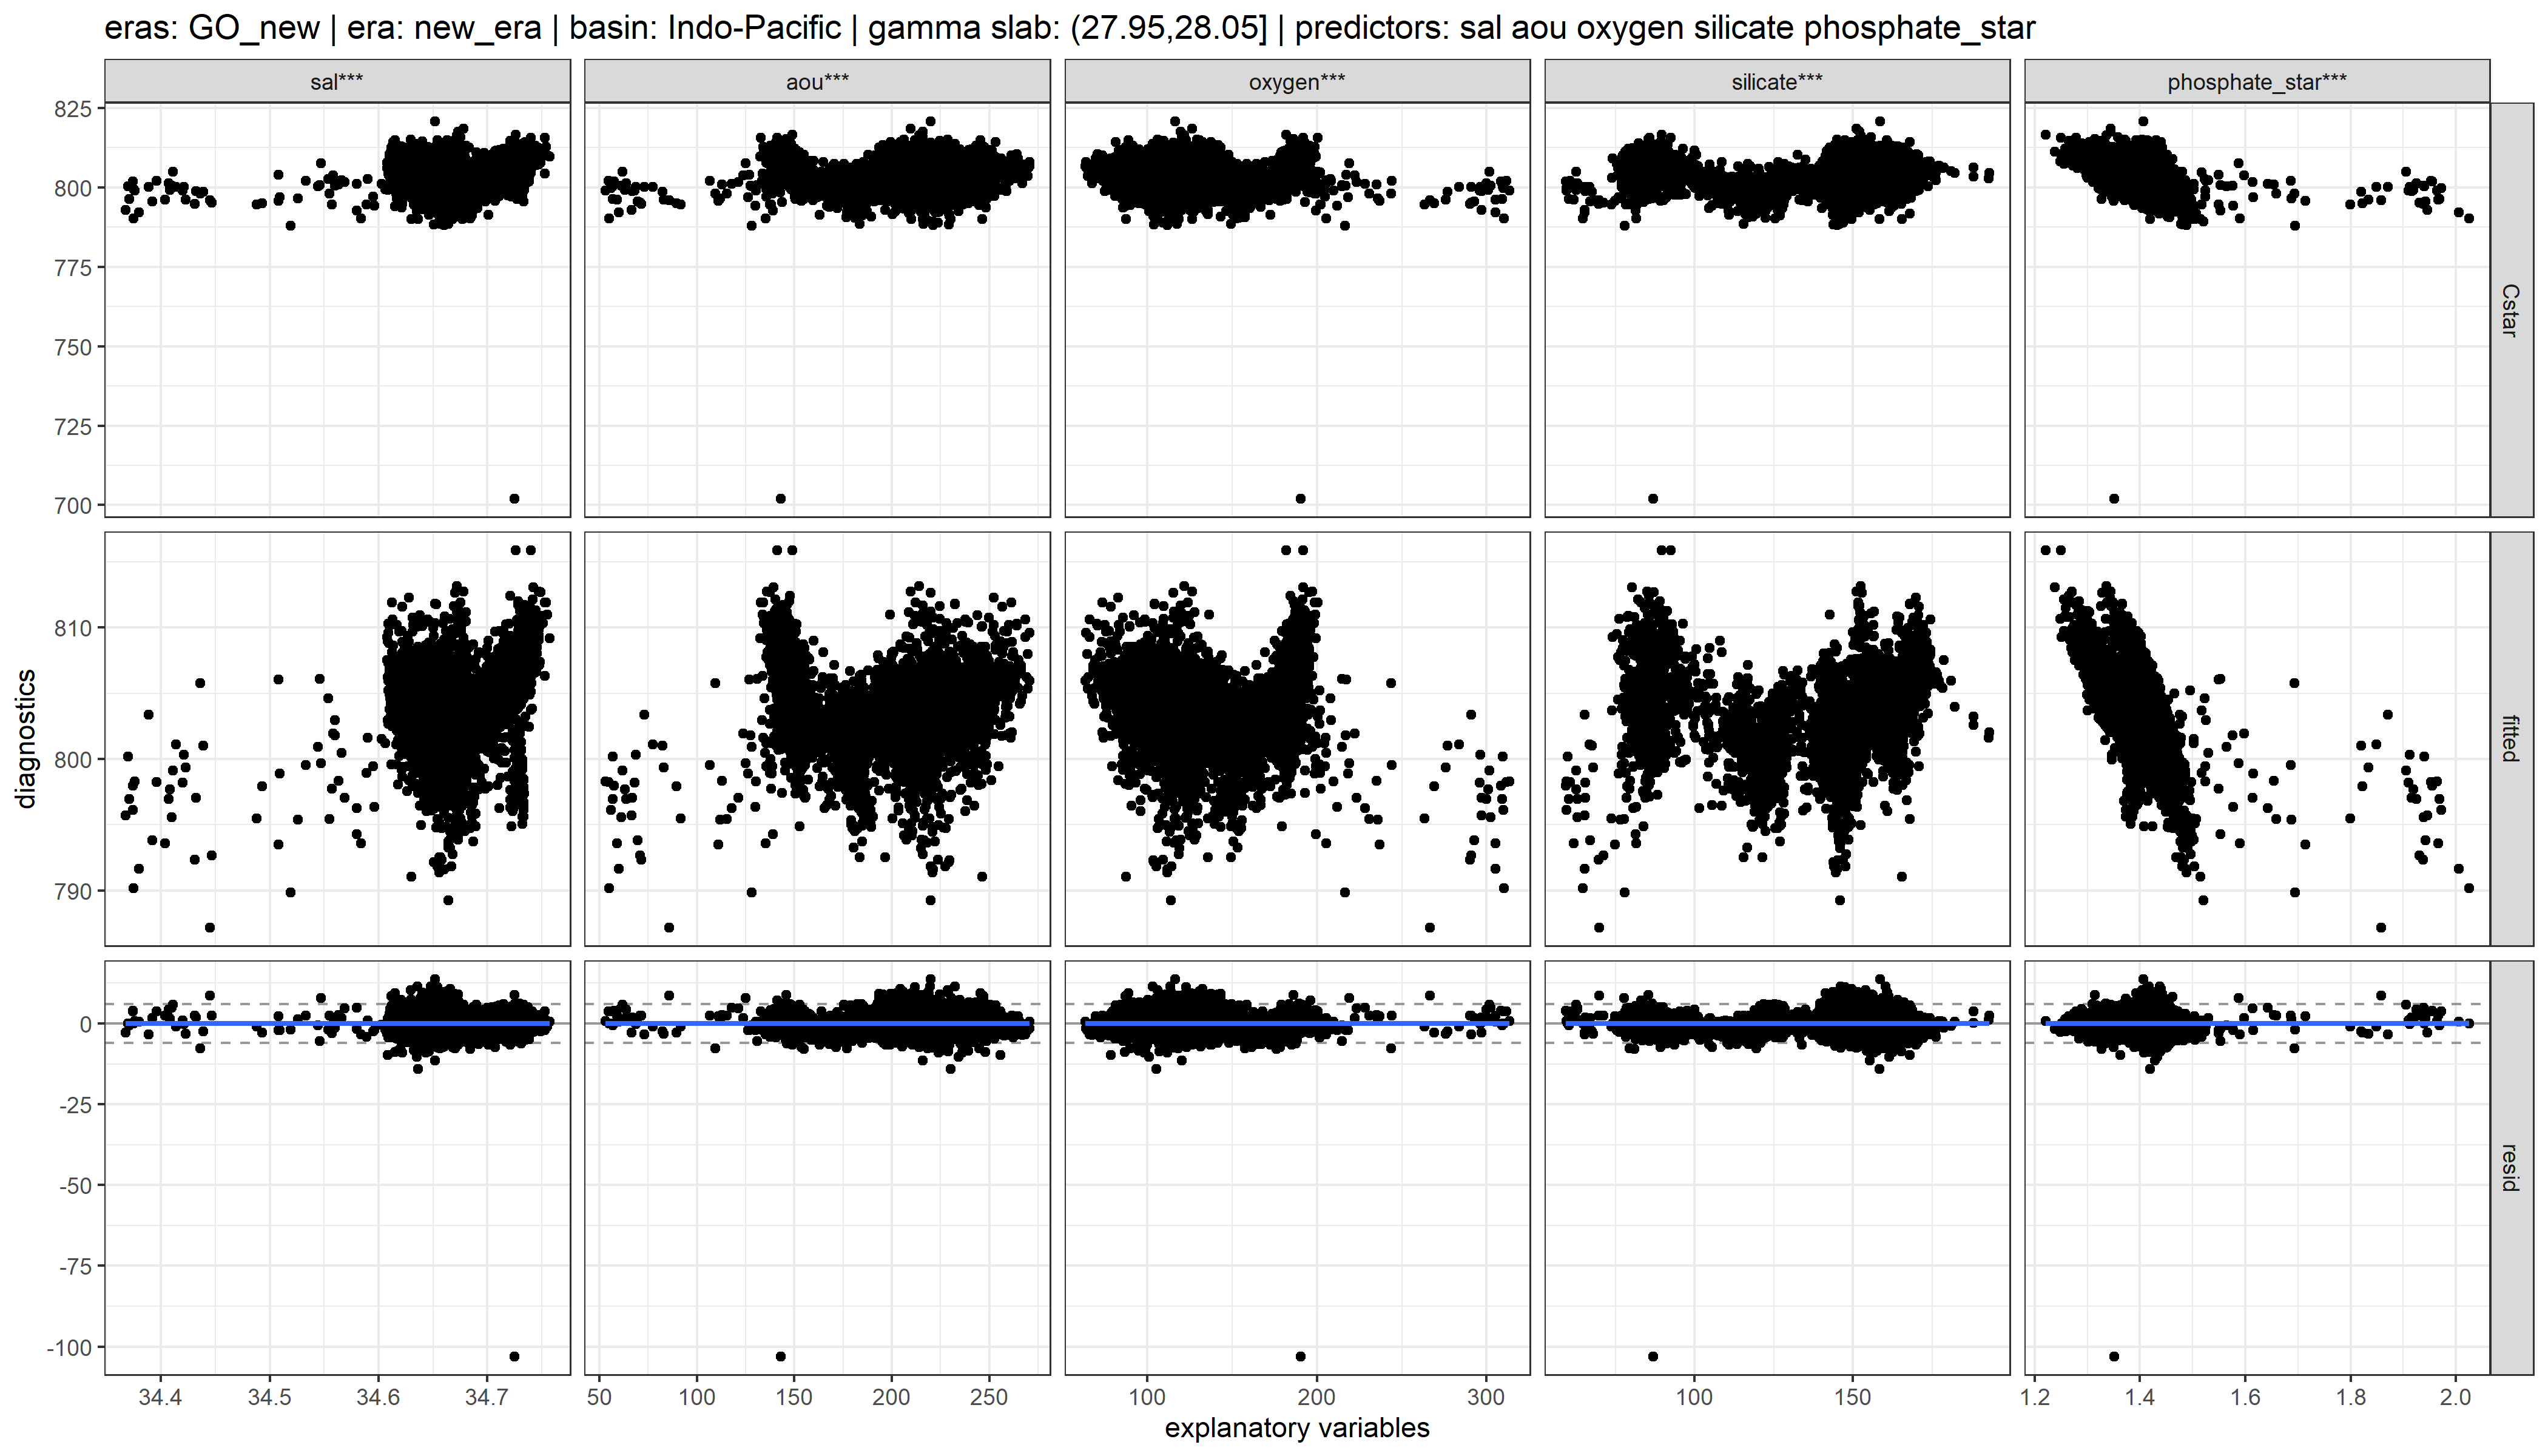 eras: GO_new | era: new_era | basin: Indo-Pacific | gamma slab: (27.95,28.05] | predictors: sal aou oxygen silicate phosphate_star
sal*** aou*** oxygen*** silicate*** phosphate_star***
825
800
775
750
725
700
Cstar
810
800
790
fitted
0
-25
-50
-75
-100
resid
diagnostics
34.4 34.5 34.6 34.7 50 100 150 200 250 100 200 300 100 150 1.2 1.4 1.6 1.8 2.0
explanatory variables